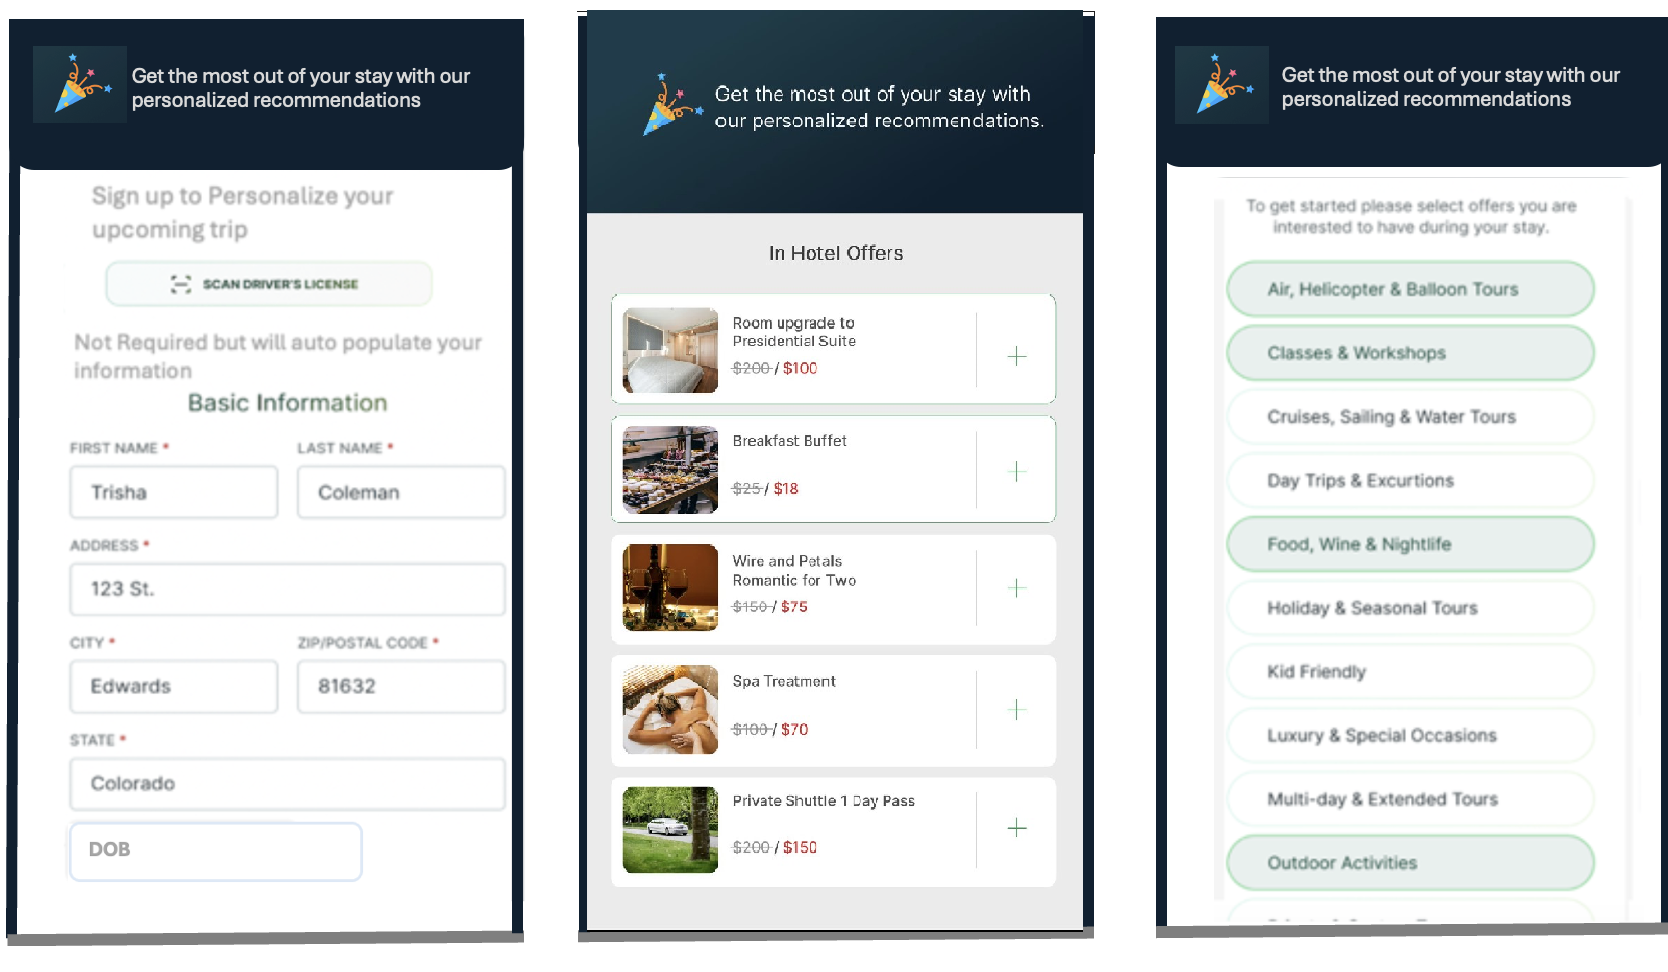 Get the most out of your stay with our
personalized recommendations
Sign up to Personalize your
upcoming trip
SCAN DRIVER'S LICENSE
Not Required but will auto populate your
information
Basic Information
FIRST NAME *
LAST NAME *
Trisha
Coleman
ADDRESS *
123 St.
CITY *
ZIP/POSTAL CODE *
Edwards
81632
STATE *
Colorado
DOB
Get the most out of your stay with
our personalized recommendations.
In Hotel Offers
Room upgrade to
Presidential Suite
$200 / $100
+
Breakfast Buffet
$25 / $18
+
Wire and Petals
Romantic for Two
$150 / $75
+
Spa Treatment
$100 / $70
+
Private Shuttle 1 Day Pass
$200 / $150
+
Get the most out of your stay with our
personalized recommendations
To get started please select offers you are
interested to have during your stay.
Air, Helicopter & Balloon Tours
Classes & Workshops
Cruises, Sailing & Water Tours
Day Trips & Excurtions
Food, Wine & Nightlife
Holiday & Seasonal Tours
Kid Friendly
Luxury & Special Occasions
Multi-day & Extended Tours
Outdoor Activities